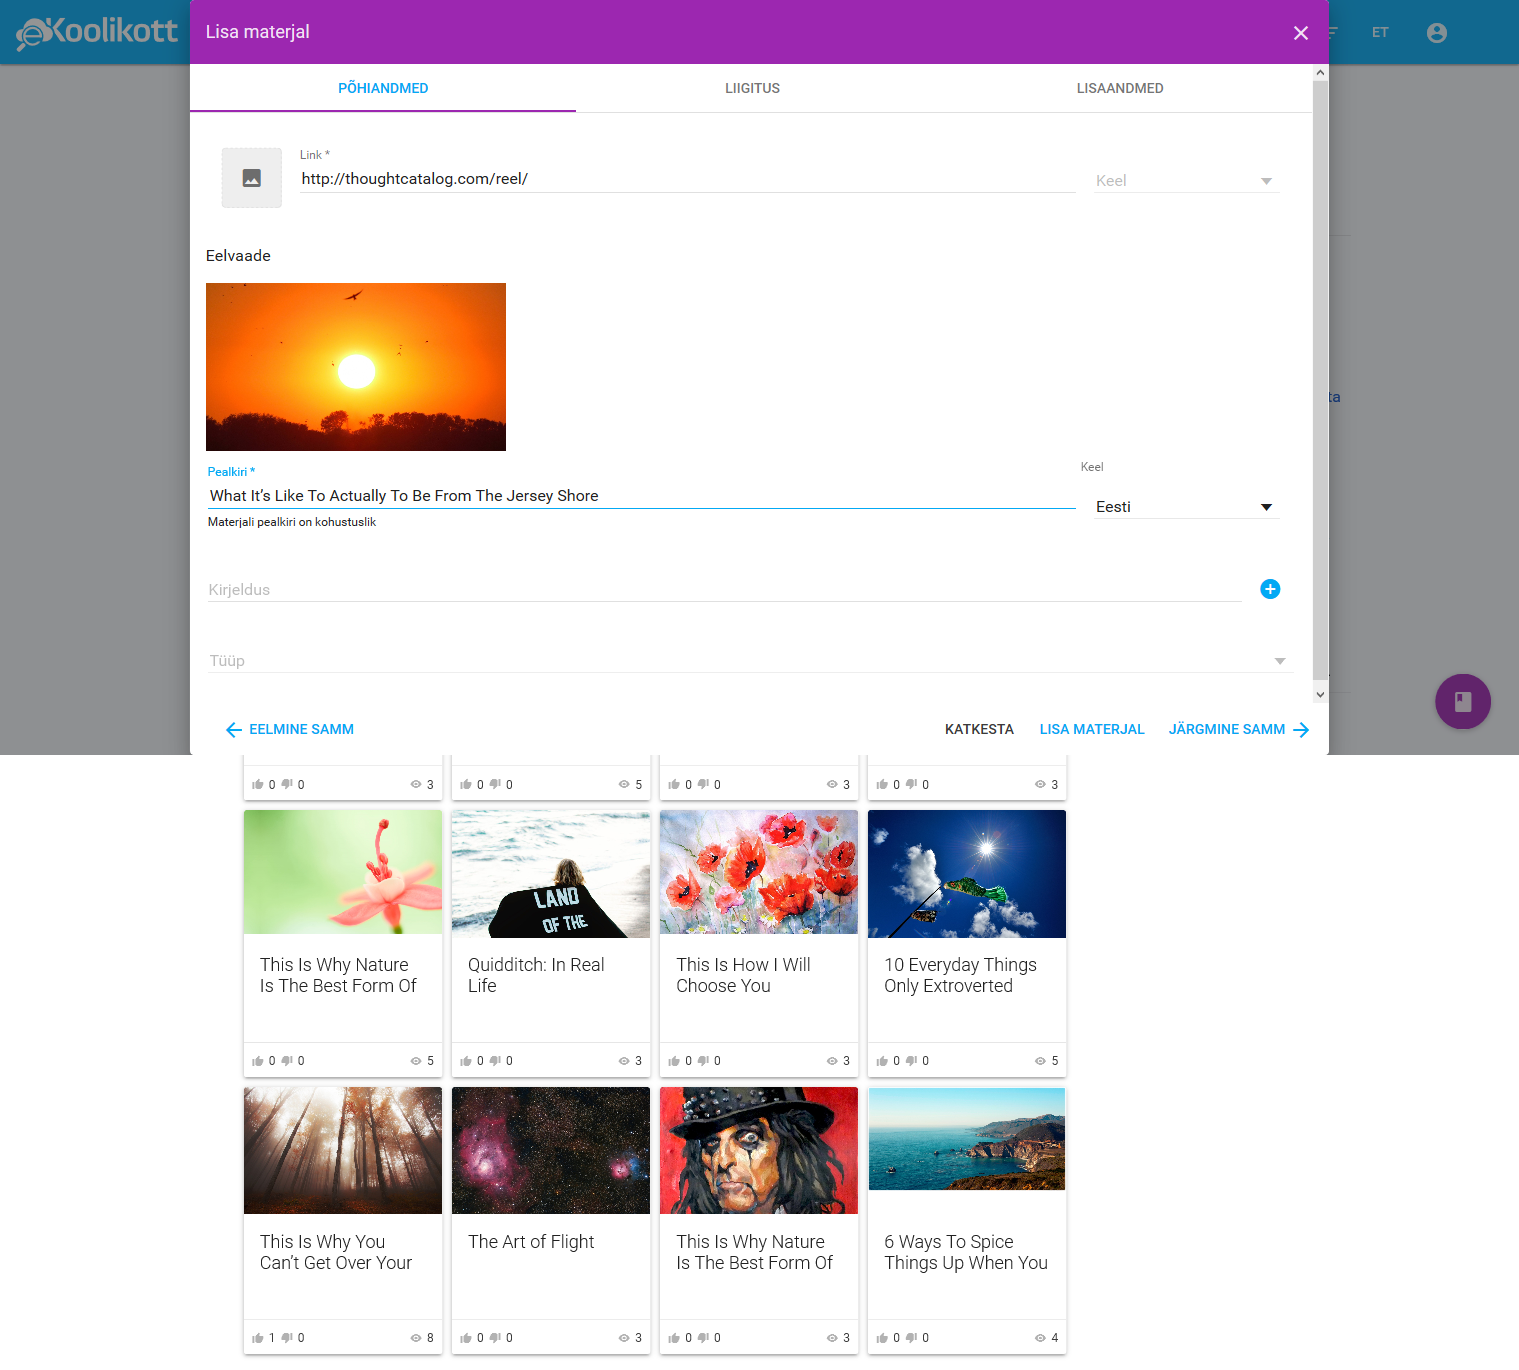 eKoolikott
Lisa materjal
ET
PÕHIANDMED
LIIGITUS
LISAANDMED
Link *
http://thoughtcatalog.com/reel/
Keel
Eelvaade
ta
Pealkiri *
Keel
What It’s Like To Actually To Be From The Jersey Shore
Eesti
Materjali pealkiri on kohustuslik
Kirjeldus
Tüüp
EELMINE SAMM
KATKESTA
LISA MATERJAL
JÄRGMINE SAMM
0 0 3
0 0 5
0 0 3
0 0 3
LAND
OF THE
This Is Why Nature
Is The Best Form Of
Quidditch: In Real
Life
This Is How I Will
Choose You
10 Everyday Things
Only Extroverted
0 0 5
0 0 3
0 0 3
0 0 5
This Is Why You
Can’t Get Over Your
The Art of Flight
This Is Why Nature
Is The Best Form Of
6 Ways To Spice
Things Up When You
1 0 8
0 0 3
0 0 3
0 0 4